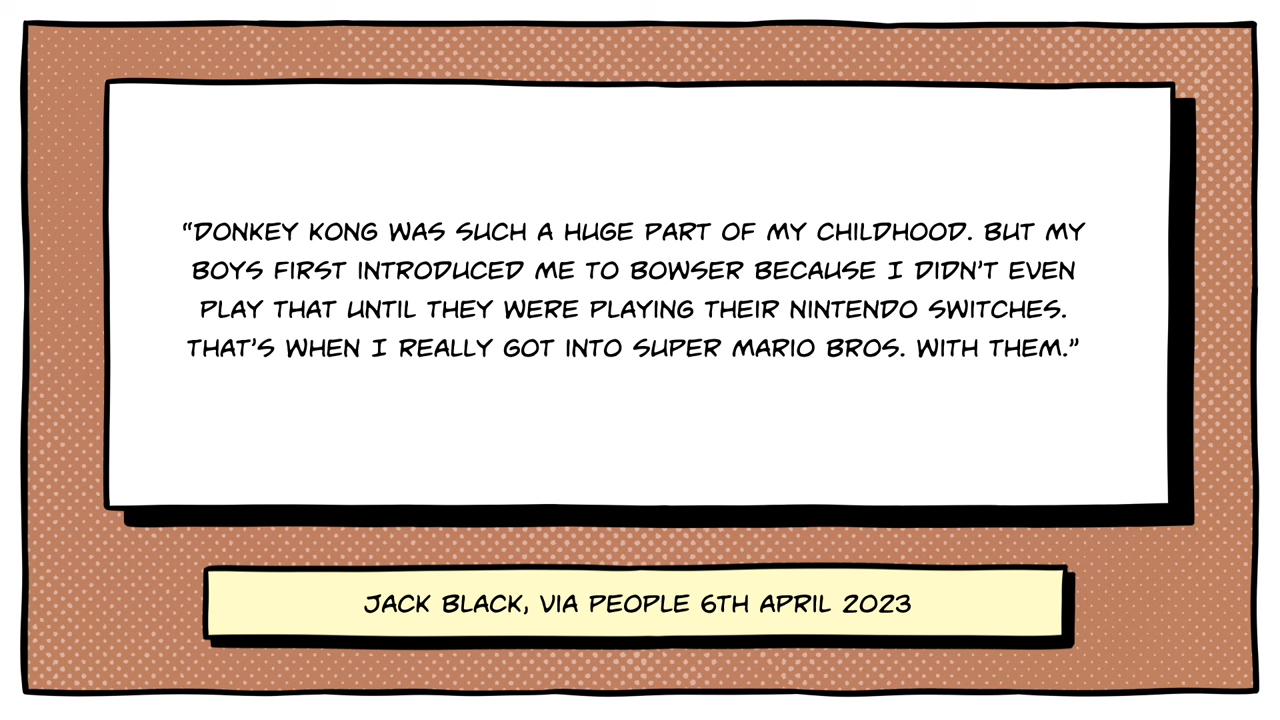 “DONKEY KONG WAS SUCH A HUGE PART OF MY CHILDHOOD. BUT MY
BOYS FIRST INTRODUCED ME TO BOWSER BECAUSE I DIDN’T EVEN
PLAY THAT UNTIL THEY WERE PLAYING THEIR NINTENDO SWITCHES.
THAT’S WHEN I REALLY GOT INTO SUPER MARIO BROS. WITH THEM.”
JACK BLACK, VIA PEOPLE 6TH APRIL 2023